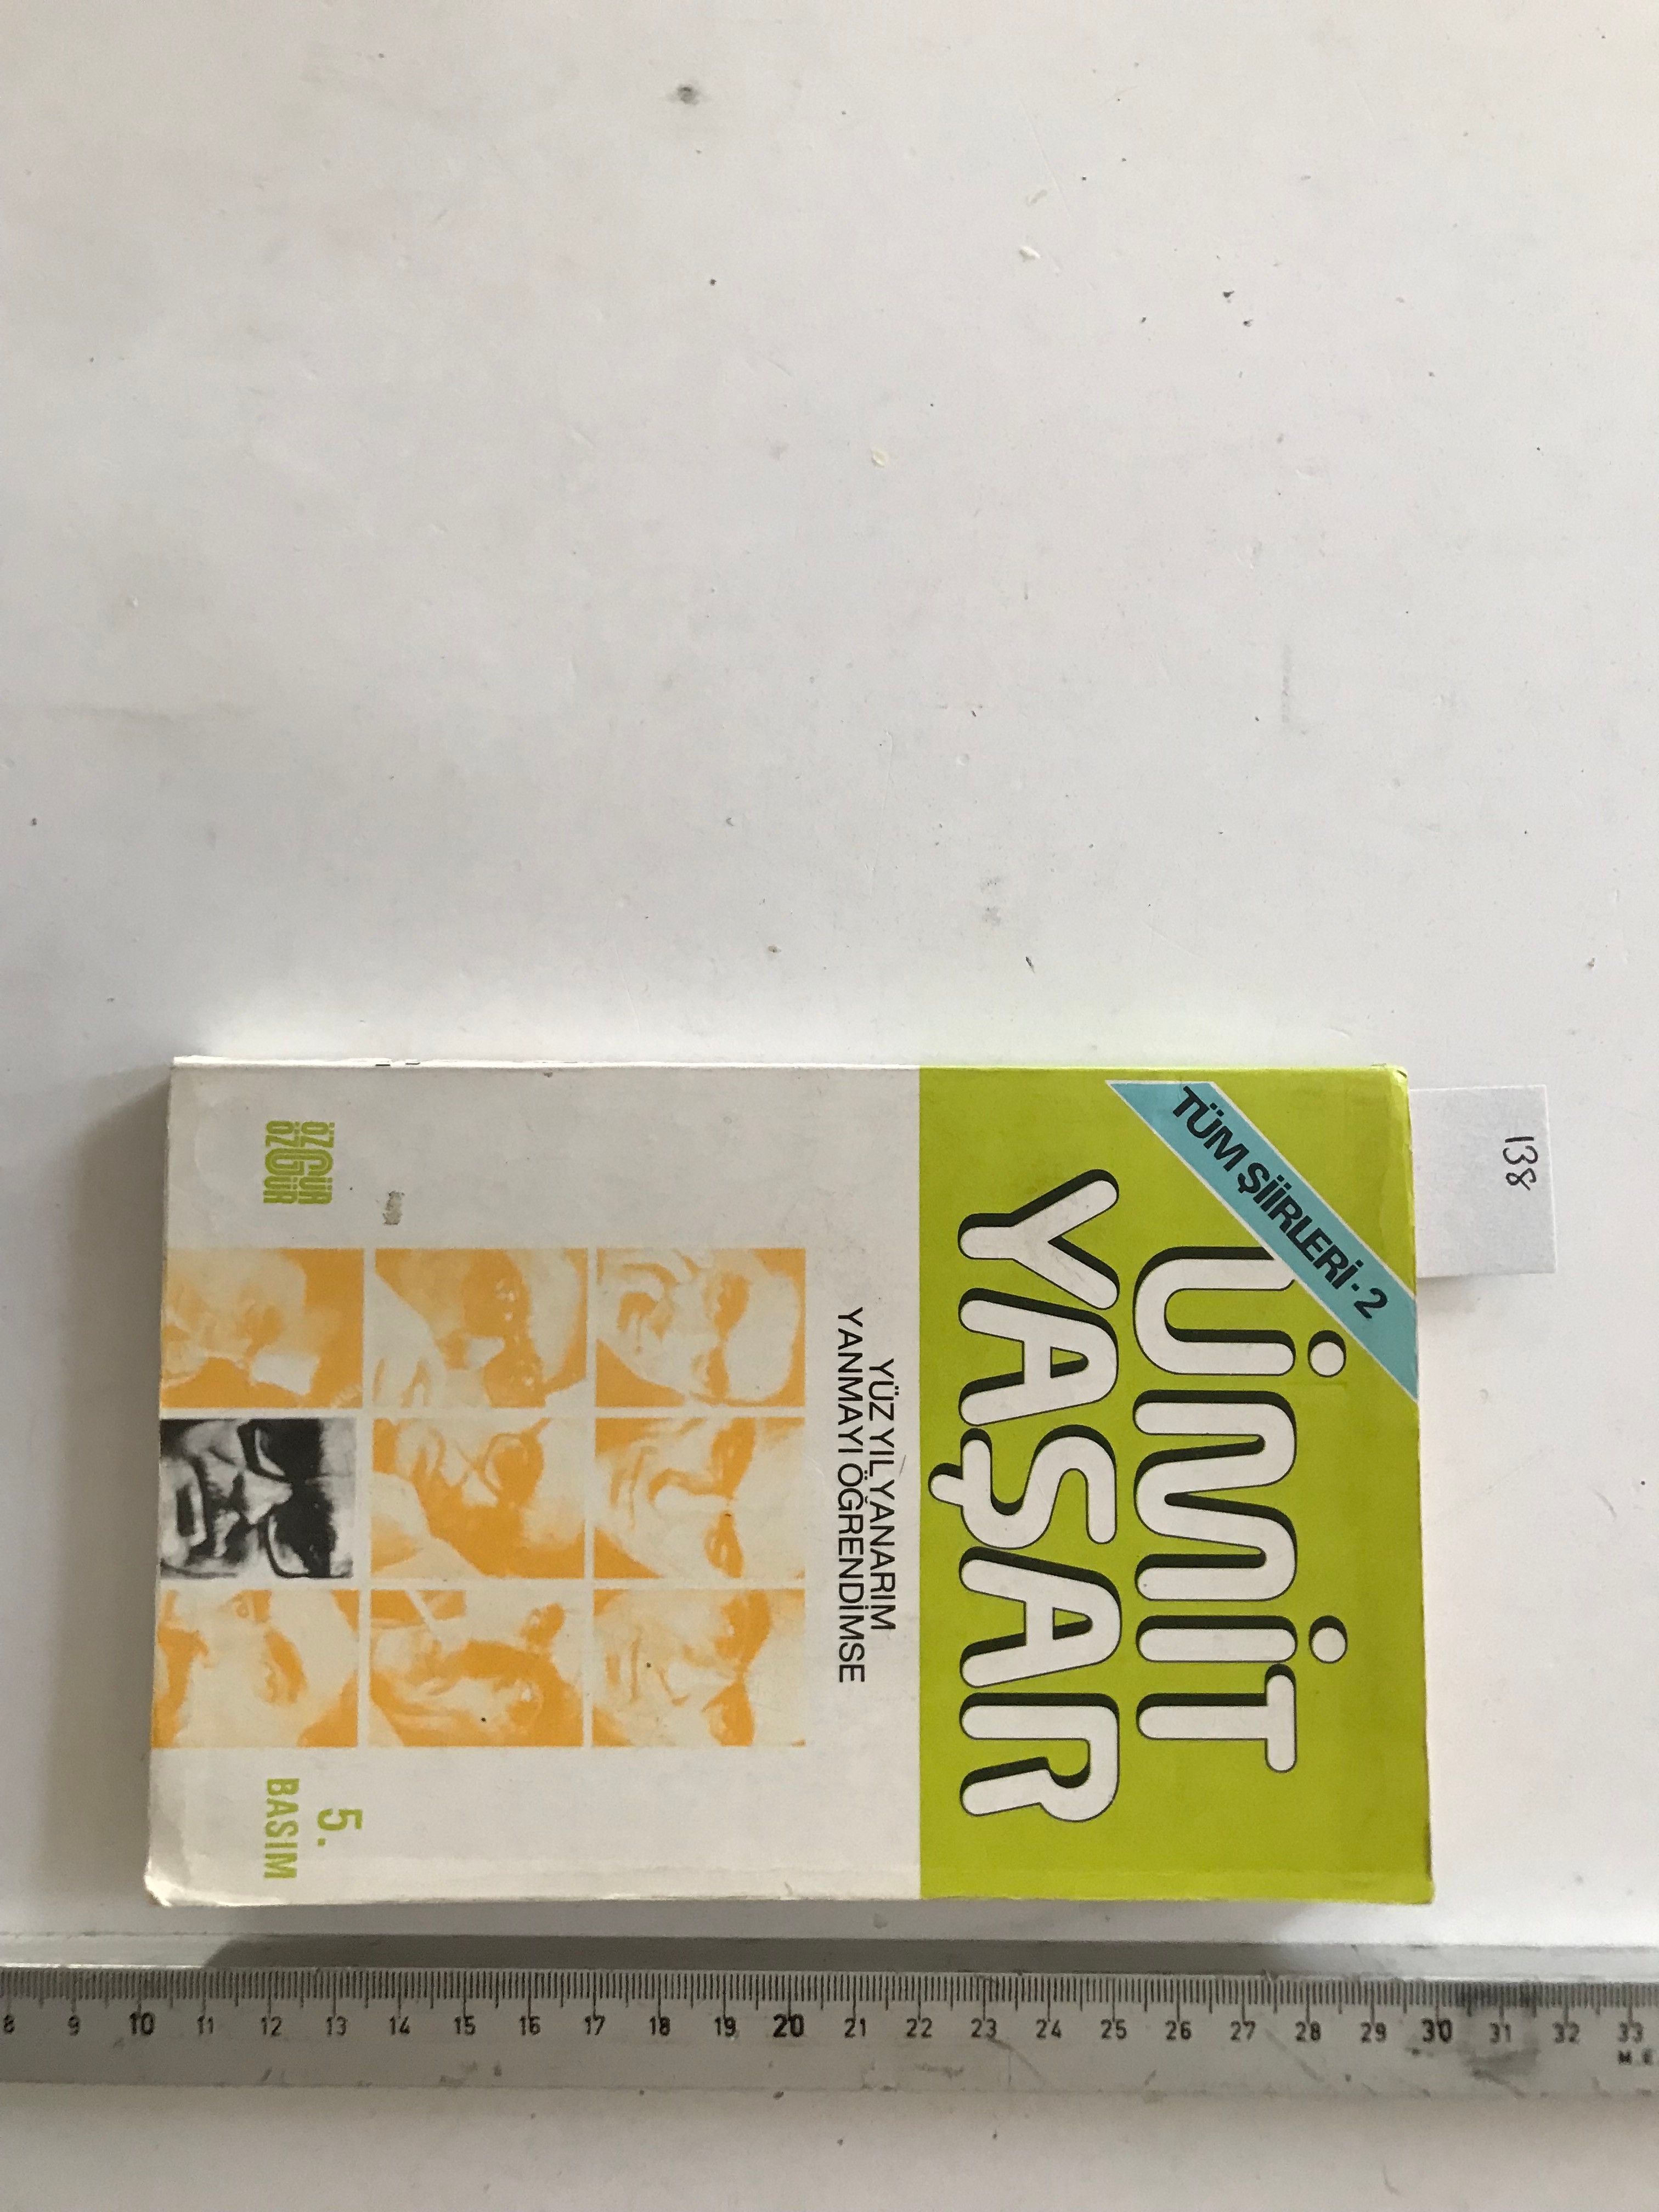 138
TÜM ŞİİRLERİ·2
ÜMİT
YAŞAR
YÜZ YIL YANARIM
YANMAYI ÖĞRENDİMSE
ÖZGÜR
ÖZGÜR
5.
BASIM
8 9 10 11 12 13 14 15 16 17 18 19 20 21 22 23 24 25 26 27 28 29 30 31 32 33